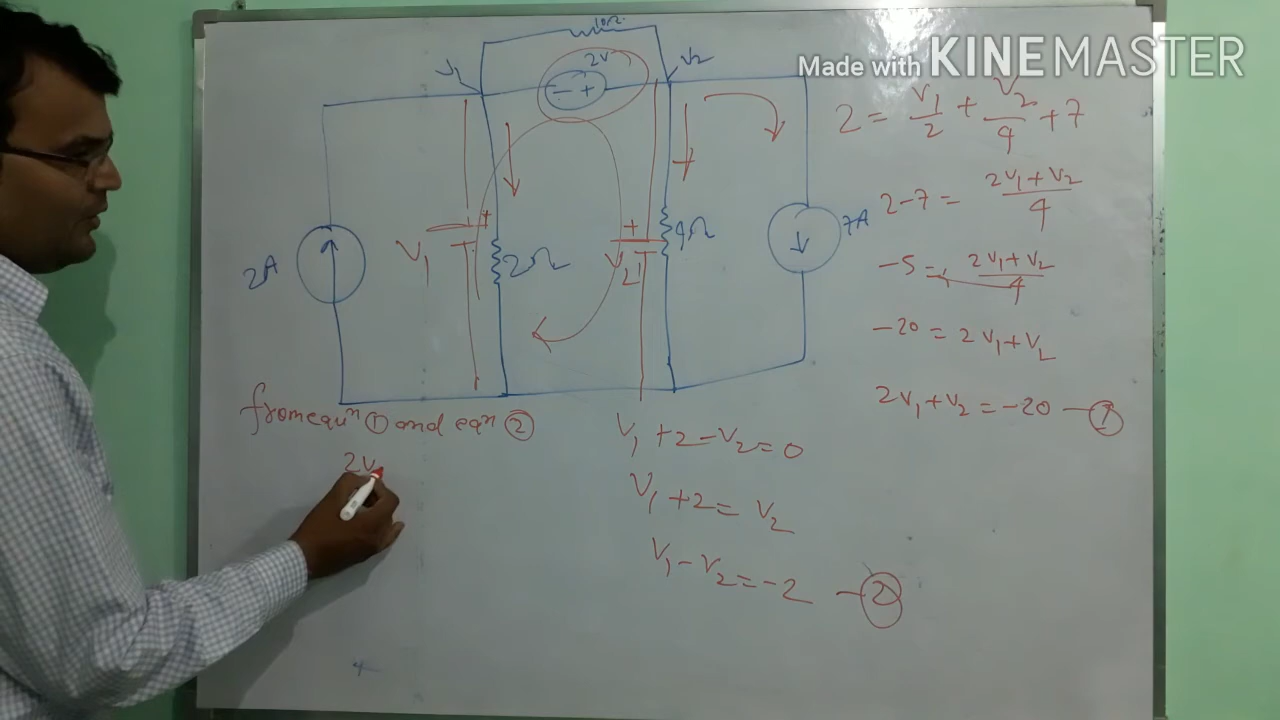 Made with KINEMASTER
10Ω
V1
2V
V2
2A
V1
+
2Ω
- +
+
V2
4Ω
7A
2 = V1/2 + V2/4 + 7
2-7 = 2V1+V2/4
-5 = 2V1+V2/4
-20 = 2V1+V2
2V1+V2 = -20 — ①
from equⁿ ① and eqⁿ ②
2V
V1+2-V2=0
V1+2=V2
V1-V2=-2 — ②